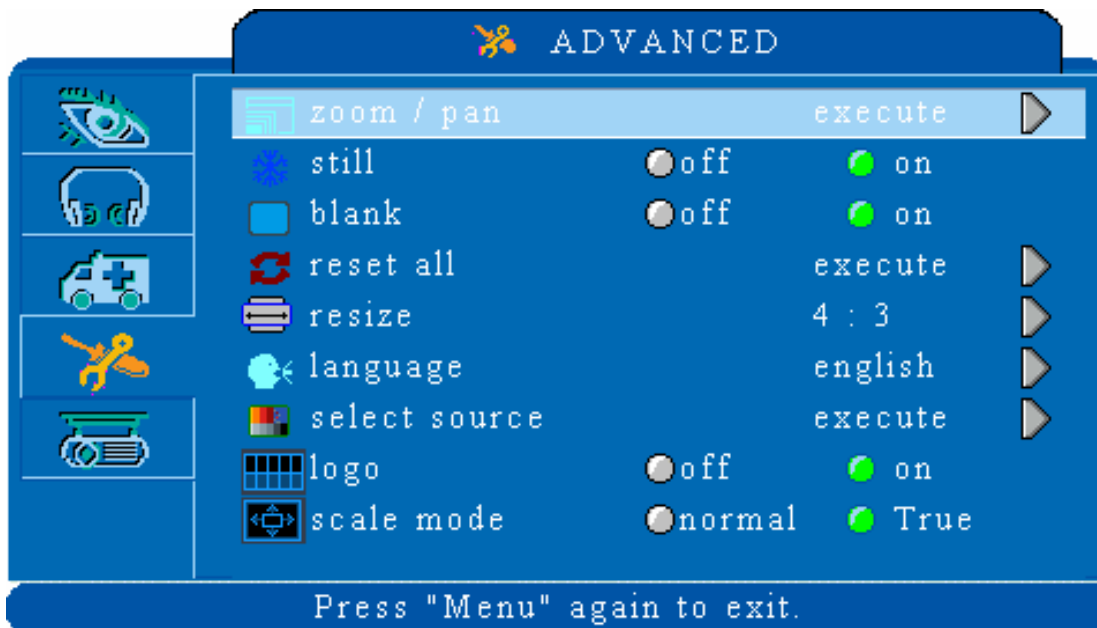 ADVANCED
zoom / pan execute
still off on
blank off on
reset all execute
resize 4 : 3
language english
select source execute
logo off on
scale mode normal True
Press "Menu" again to exit.